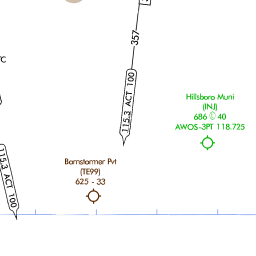 357
115.3 ACT 100
Hillsboro Muni
(INJ)
686 Ⓛ 40
AWOS-3PT 118.725
Barnstormer Pvt
(TE99)
625 - 33
115.3 ACT 100